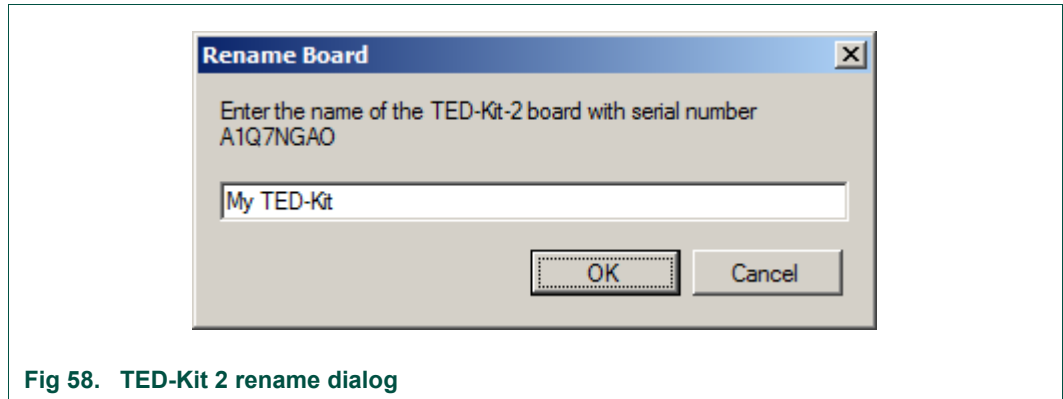 Rename Board
Enter the name of the TED-Kit-2 board with serial number
A1Q7NGAO
My TED-Kit
OK
Cancel
Fig 58. TED-Kit 2 rename dialog